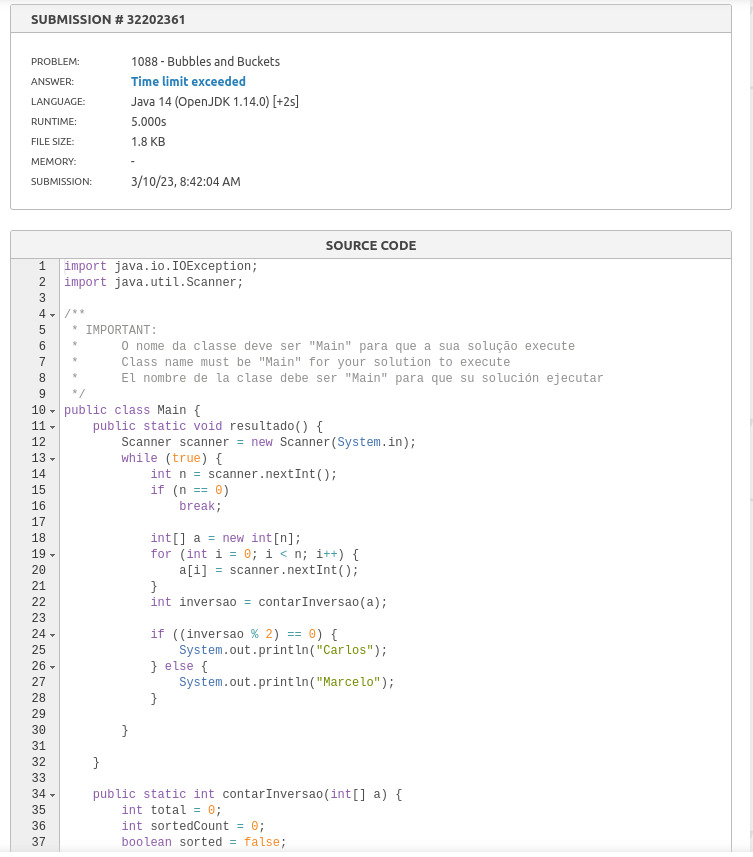 SUBMISSION # 32202361
PROBLEM: 1088 - Bubbles and Buckets
ANSWER: Time limit exceeded
LANGUAGE: Java 14 (OpenJDK 1.14.0) [+2s]
RUNTIME: 5.000s
FILE SIZE: 1.8 KB
MEMORY: -
SUBMISSION: 3/10/23, 8:42:04 AM
SOURCE CODE
1 import java.io.IOException;
2 import java.util.Scanner;
3
4 /**
5  * IMPORTANT:
6  *      O nome da classe deve ser "Main" para que a sua solução execute
7  *      Class name must be "Main" for your solution to execute
8  *      El nombre de la clase debe ser "Main" para que su solución ejecutar
9  */
10 public class Main {
11     public static void resultado() {
12         Scanner scanner = new Scanner(System.in);
13         while (true) {
14             int n = scanner.nextInt();
15             if (n == 0)
16                 break;
17
18             int[] a = new int[n];
19             for (int i = 0; i < n; i++) {
20                 a[i] = scanner.nextInt();
21             }
22             int inversao = contarInversao(a);
23
24             if ((inversao % 2) == 0) {
25                 System.out.println("Carlos");
26             } else {
27                 System.out.println("Marcelo");
28             }
29
30         }
31
32     }
33
34     public static int contarInversao(int[] a) {
35         int total = 0;
36         int sortedCount = 0;
37         boolean sorted = false;